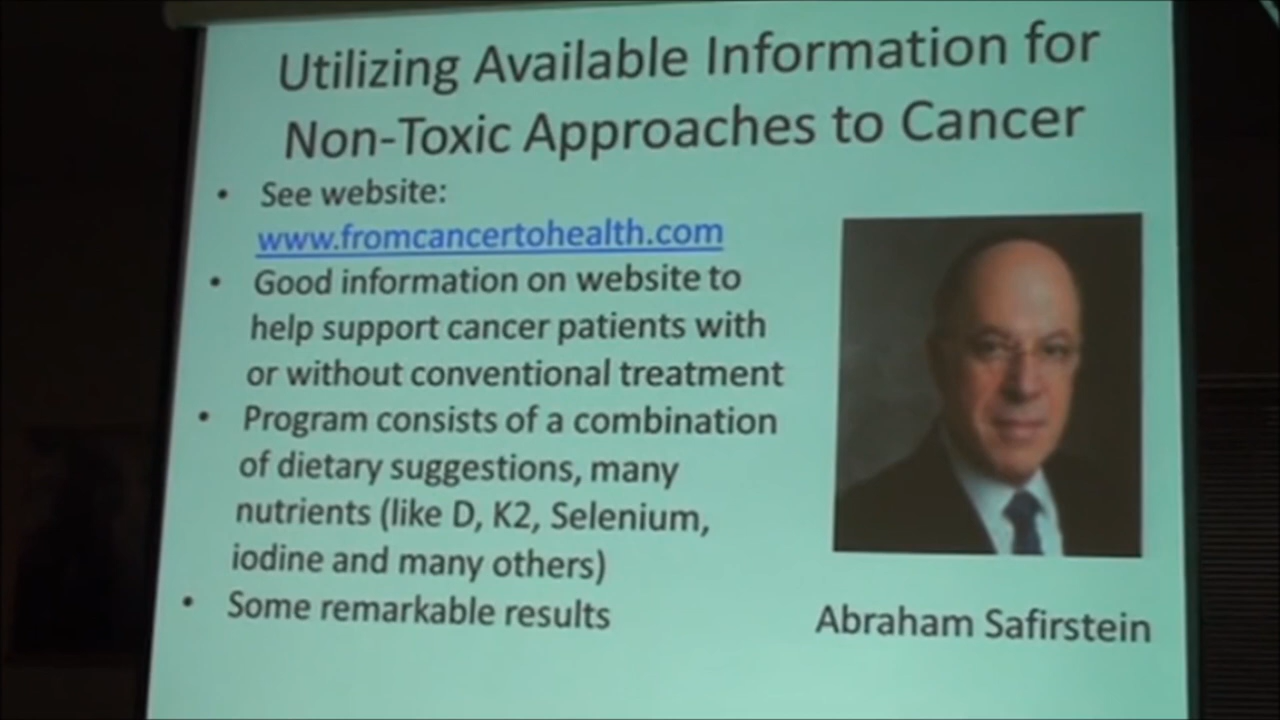 Utilizing Available Information for
Non-Toxic Approaches to Cancer
• See website:
www.fromcancertohealth.com
• Good information on website to
help support cancer patients with
or without conventional treatment
• Program consists of a combination
of dietary suggestions, many
nutrients (like D, K2, Selenium,
iodine and many others)
• Some remarkable results
Abraham Safirstein